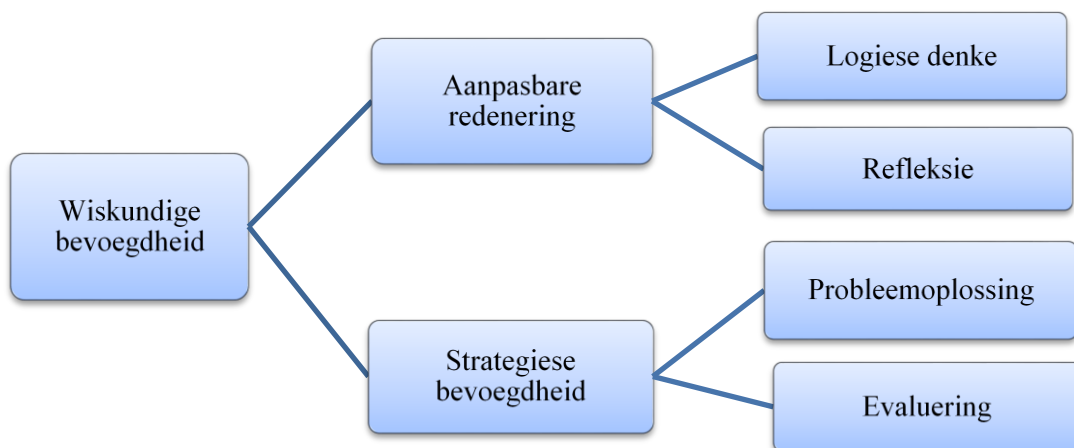 Wiskundige
bevoegdheid
Aanpasbare
redenering
Logiese denke
Refleksie
Strategiese
bevoegdheid
Probleemoplossing
Evaluering